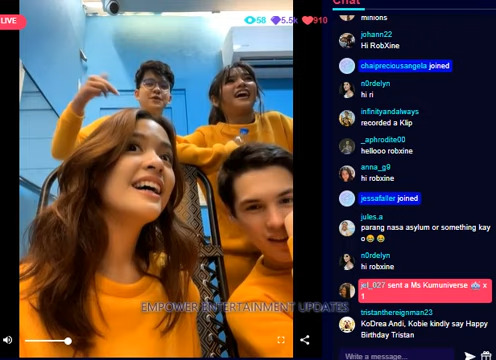 LIVE
58 5.5k 910
EMPOWER ENTERTAINMENT UPDATES
Chat
minions
johann22
Hi RobXine
chaipreciousangela joined
n0rdelyn
hi ri
infinityandalways
recorded a Klip
_aphrodite00
hellooo robxine
anna_g9
hi robxine
jessafaller joined
jules.a
parang nasa asylum or something kay
o😂 😂
n0rdelyn
hi robxine
jcl_027 sent a Ms Kumuniverse x
1
tristanthereignman23
KoDrea Andi, Kobie kindly say Happy
Birthday Tristan
Write a message...